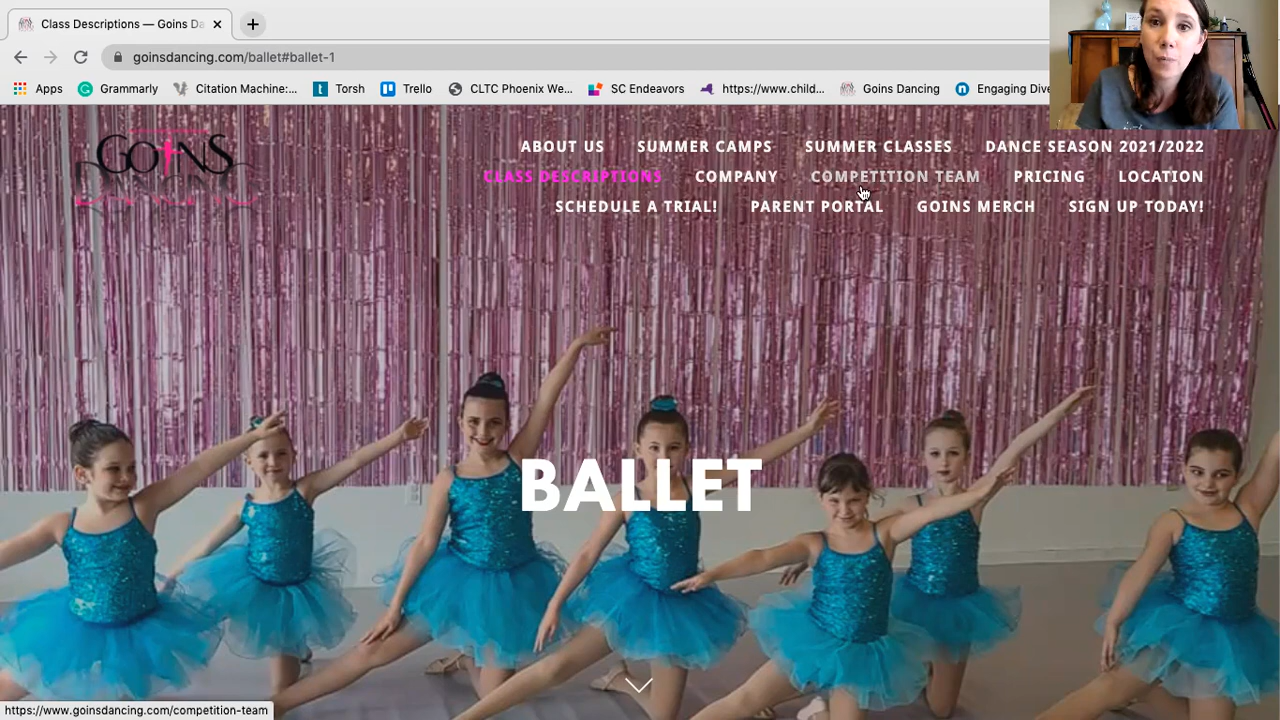 Class Descriptions — Goins Da
goinsdancing.com/ballet#ballet-1
Apps Grammarly Citation Machine:... Torsh Trello CLTC Phoenix We... SC Endeavors https://www.child... Goins Dancing Engaging Dive
GOINS
DANCING
ABOUT US SUMMER CAMPS SUMMER CLASSES DANCE SEASON 2021/2022
CLASS DESCRIPTIONS COMPANY COMPETITION TEAM PRICING LOCATION
SCHEDULE A TRIAL! PARENT PORTAL GOINS MERCH SIGN UP TODAY!
BALLET
https://www.goinsdancing.com/competition-team